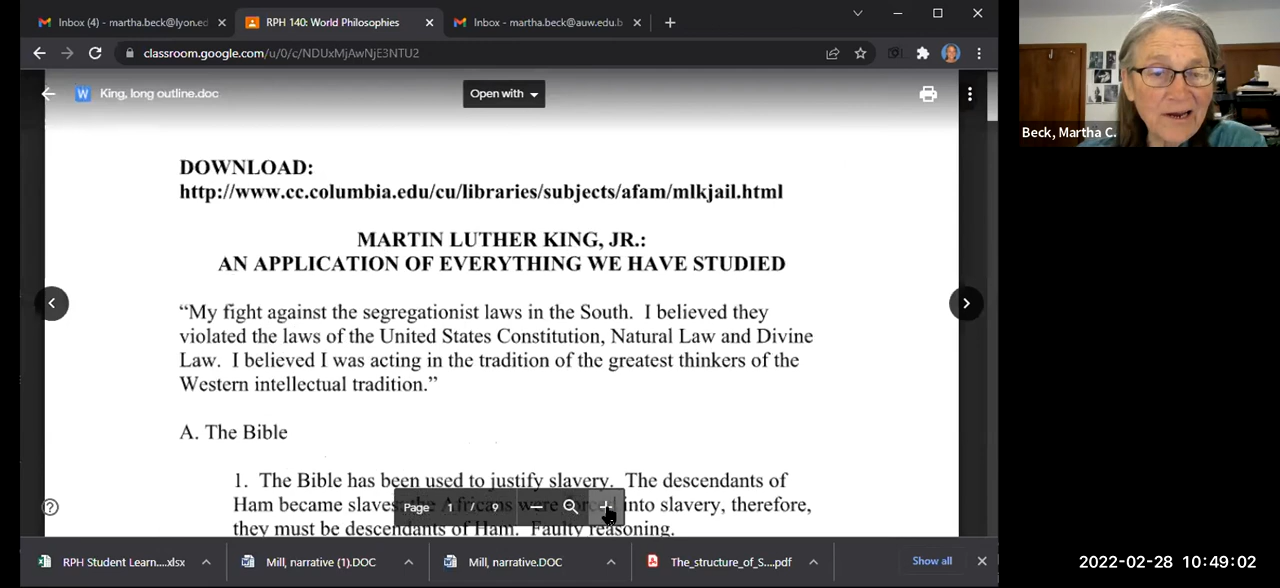 Inbox (4) - martha.beck@lyon.ed
RPH 140: World Philosophies
Inbox - martha.beck@auw.edu.b
classroom.google.com/u/0/c/NDUxMjAwNjE3NTU2
King, long outline.doc
Open with
Beck, Martha C.
DOWNLOAD:
http://www.cc.columbia.edu/cu/libraries/subjects/afam/mlkjail.html
MARTIN LUTHER KING, JR.:
AN APPLICATION OF EVERYTHING WE HAVE STUDIED
“My fight against the segregationist laws in the South. I believed they
violated the laws of the United States Constitution, Natural Law and Divine
Law. I believed I was acting in the tradition of the greatest thinkers of the
Western intellectual tradition.”
A. The Bible
1. The Bible has been used to justify slavery. The descendants of
Ham became slaves the Africans were forced into slavery, therefore,
they must be descendants of Ham. Faulty reasoning.
Page 1 / 9
RPH Student Learn....xlsx
Mill, narrative (1).DOC
Mill, narrative.DOC
The_structure_of_S....pdf
Show all
2022-02-28 10:49:02